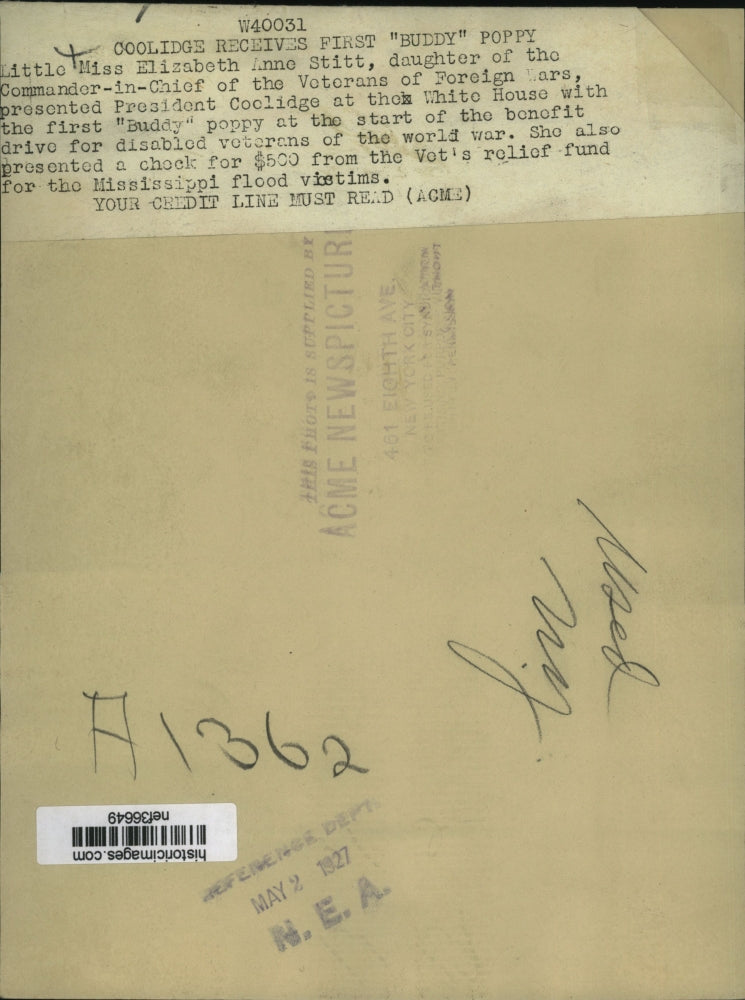 W40031
COOLIDGE RECEIVES FIRST "BUDDY" POPPY
Little Miss Elizabeth Anne Stitt, daughter of the
Commander-in-Chief of the Veterans of Foreign Wars,
presented President Coolidge at thek White House with
the first "Buddy" poppy at the start of the benefit
drive for disabled veterans of the world war. She also
presented a check for $500 from the Vet's relief fund
for the Mississippi flood vistims.
YOUR CREDIT LINE MUST READ (ACME)
THIS PHOTO IS SUPPLIED BY
ACME NEWSPICTUR
461 EIGHTH AVE.
NEW YORK CITY
Used
A1362
nef36649
historicimages.com
REFERENCE DEPT.
MAY 2 1927
N. E. A.